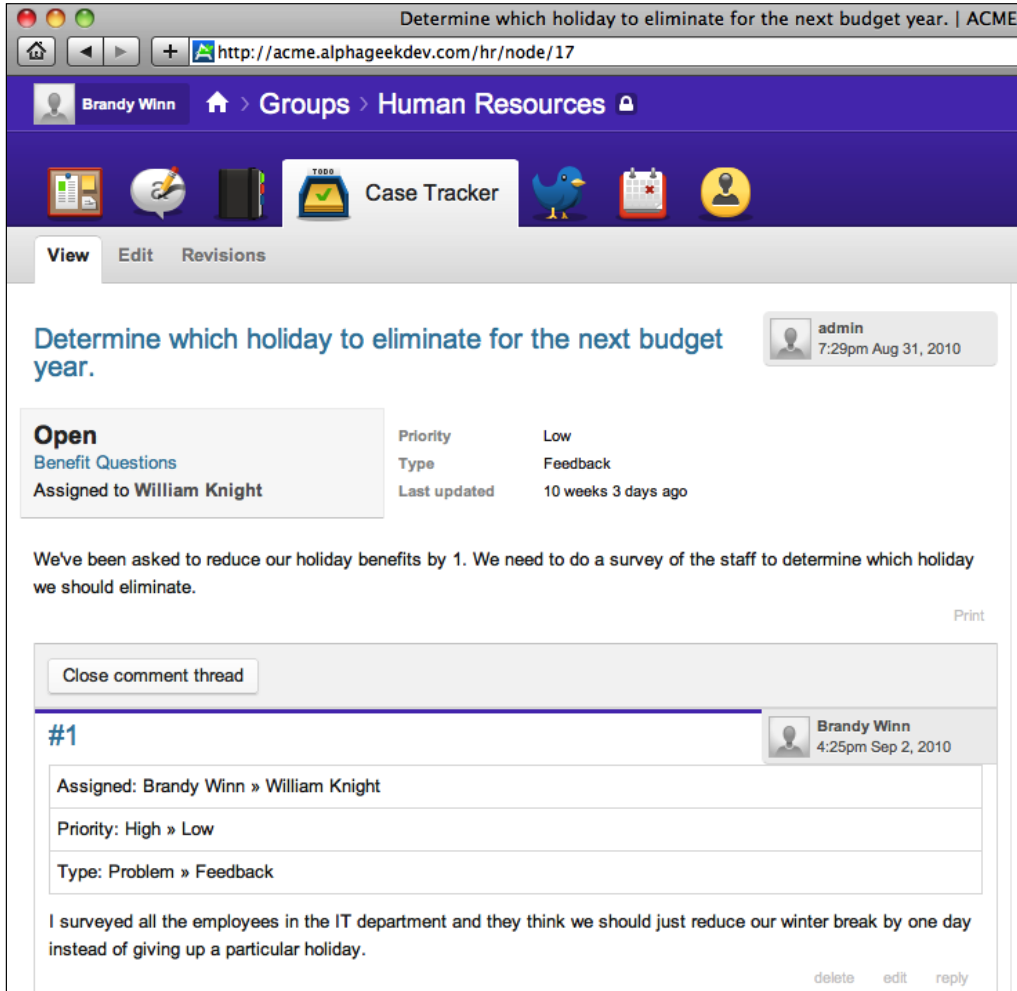 Determine which holiday to eliminate for the next budget year. | ACME
http://acme.alphageekdev.com/hr/node/17
Brandy Winn > Groups > Human Resources
TODO
a
Case Tracker
View Edit Revisions
Determine which holiday to eliminate for the next budget
year.
admin
7:29pm Aug 31, 2010
Open
Benefit Questions
Assigned to William Knight
Priority Low
Type Feedback
Last updated 10 weeks 3 days ago
We've been asked to reduce our holiday benefits by 1. We need to do a survey of the staff to determine which holiday
we should eliminate.
Print
Close comment thread
#1
Brandy Winn
4:25pm Sep 2, 2010
Assigned: Brandy Winn » William Knight
Priority: High » Low
Type: Problem » Feedback
I surveyed all the employees in the IT department and they think we should just reduce our winter break by one day
instead of giving up a particular holiday.
delete edit reply